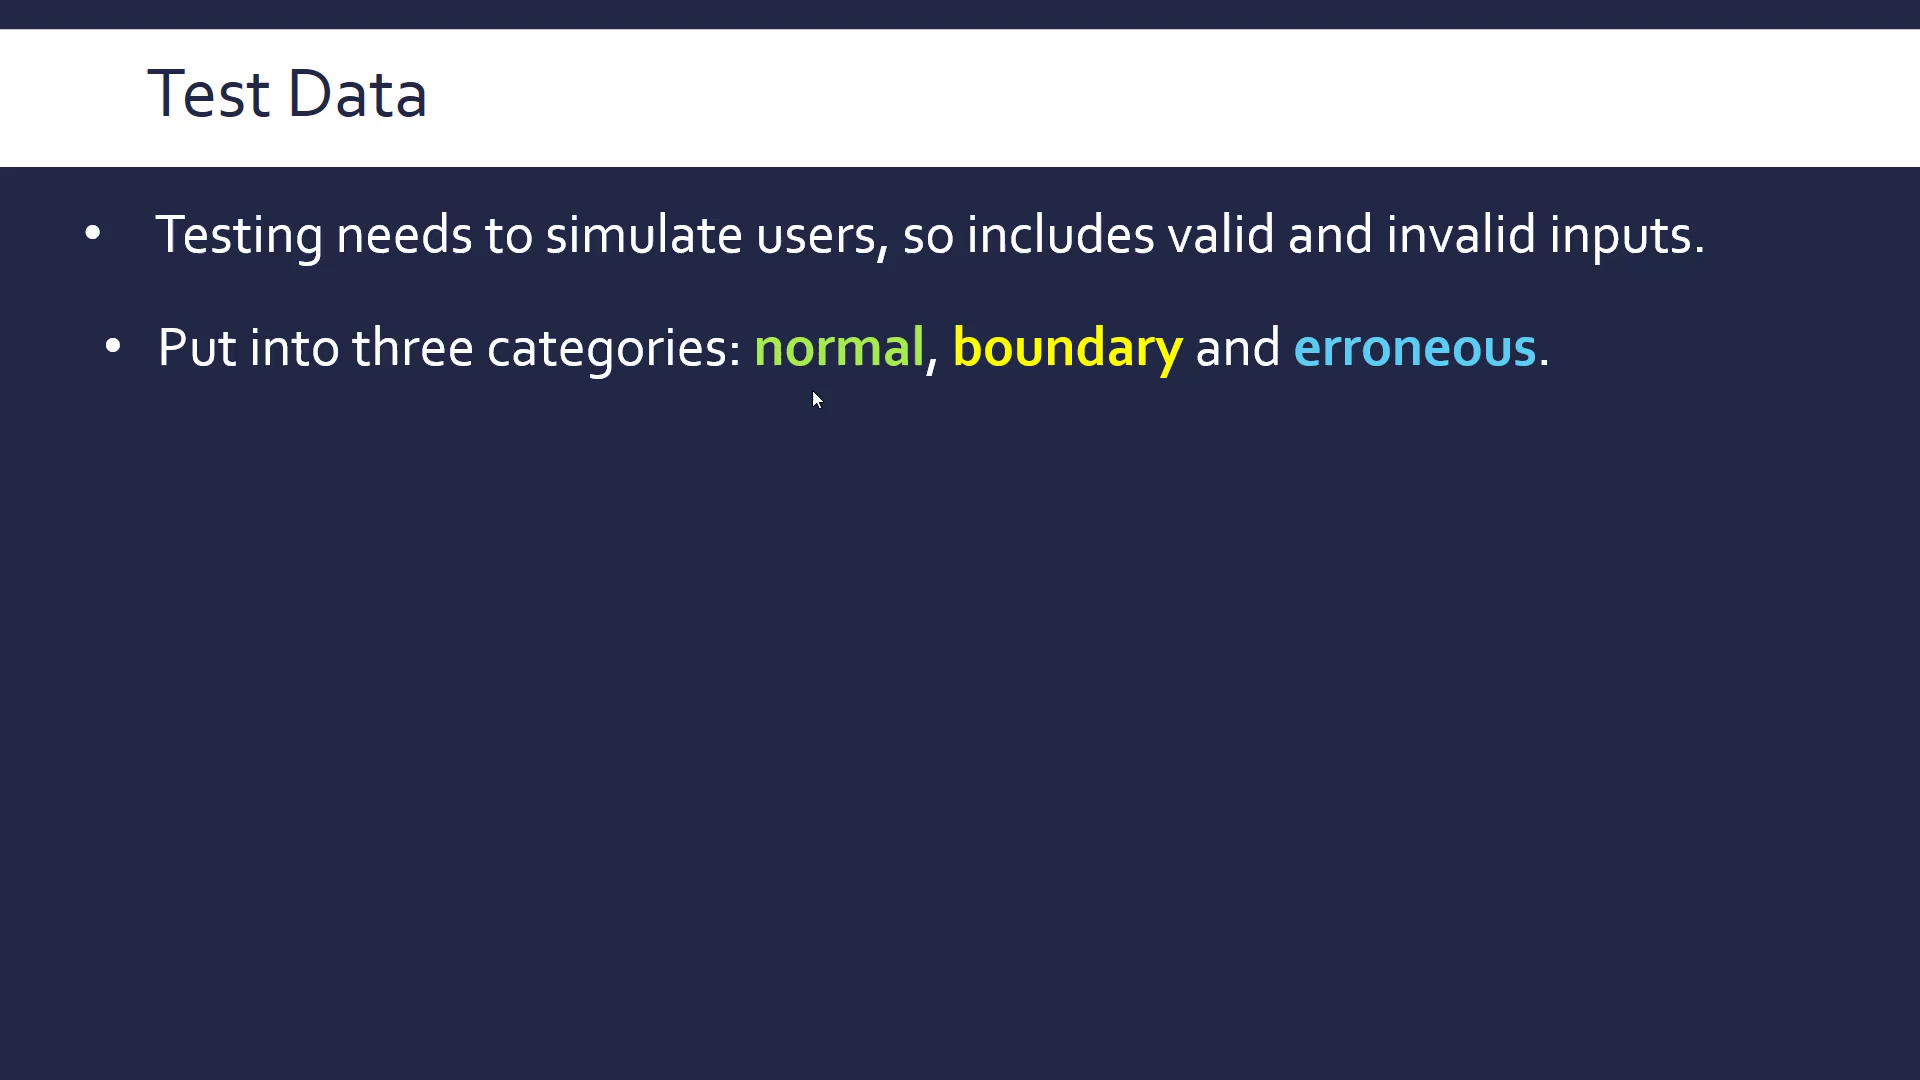 Test Data
• Testing needs to simulate users, so includes valid and invalid inputs.
• Put into three categories: normal, boundary and erroneous.